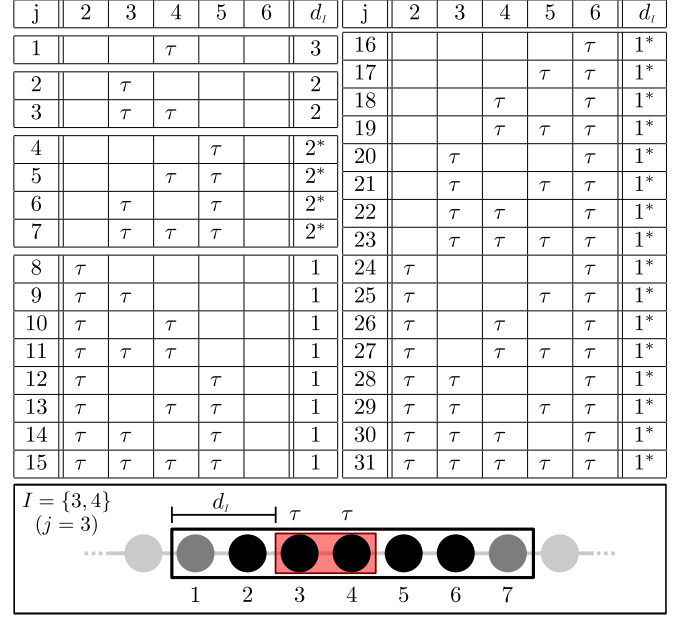 j 2 3 4 5 6 d_I
1 τ 3
2 τ 2
3 τ τ 2
4 τ 2*
5 τ τ 2*
6 τ τ 2*
7 τ τ τ 2*
8 τ 1
9 τ τ 1
10 τ τ 1
11 τ τ τ 1
12 τ τ 1
13 τ τ τ 1
14 τ τ τ 1
15 τ τ τ τ 1
j 2 3 4 5 6 d_I
16 τ 1*
17 τ τ 1*
18 τ τ 1*
19 τ τ τ 1*
20 τ τ 1*
21 τ τ τ 1*
22 τ τ τ 1*
23 τ τ τ τ 1*
24 τ τ 1*
25 τ τ τ 1*
26 τ τ τ 1*
27 τ τ τ τ 1*
28 τ τ τ 1*
29 τ τ τ τ 1*
30 τ τ τ τ 1*
31 τ τ τ τ τ 1*
I = {3, 4}
(j = 3)
d_I
τ τ
1 2 3 4 5 6 7